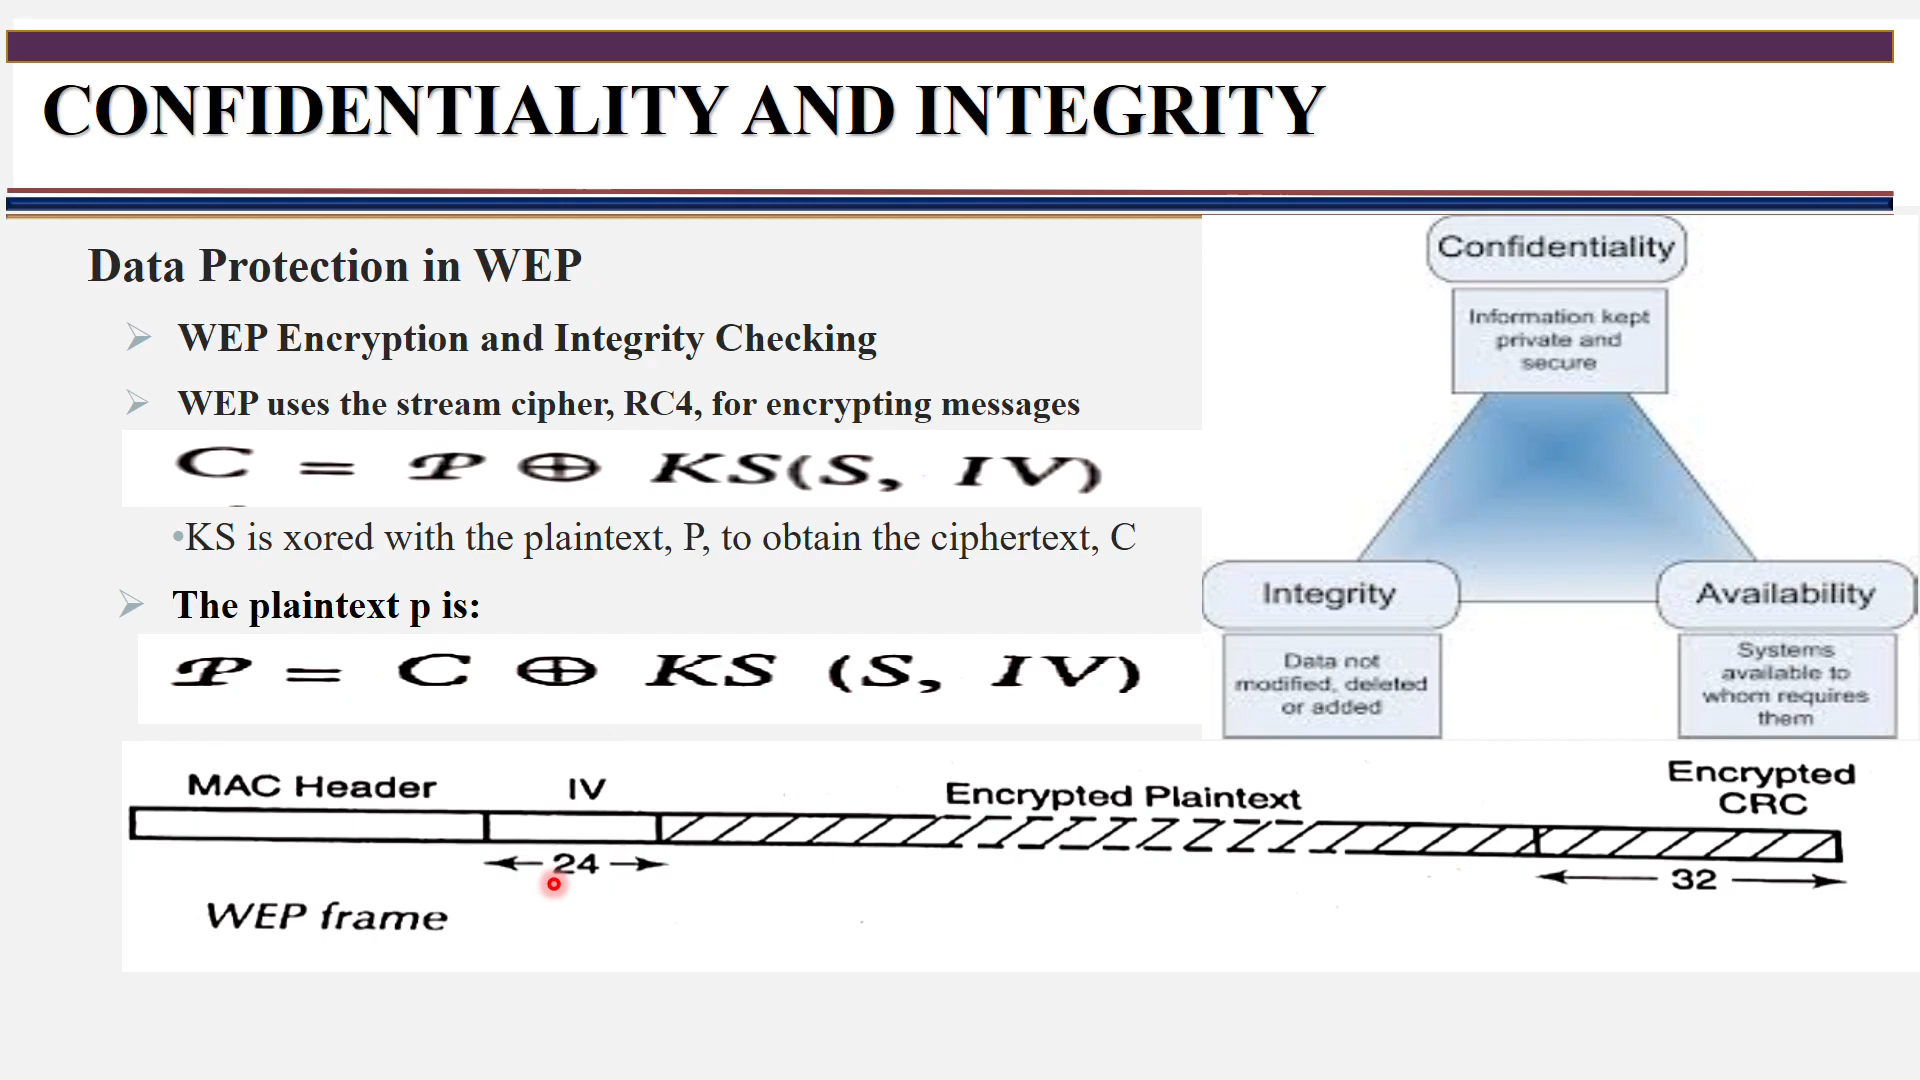 CONFIDENTIALITY AND INTEGRITY
Data Protection in WEP
WEP Encryption and Integrity Checking
WEP uses the stream cipher, RC4, for encrypting messages
C = P ⊕ KS(S, IV)
•KS is xored with the plaintext, P, to obtain the ciphertext, C
The plaintext p is:
P = C ⊕ KS (S, IV)
Confidentiality
Information kept
private and
secure
Integrity
Data not
modified, deleted
or added
Availability
Systems
available to
whom requires
them
MAC Header
IV
Encrypted Plaintext
Encrypted
CRC
24
32
WEP frame